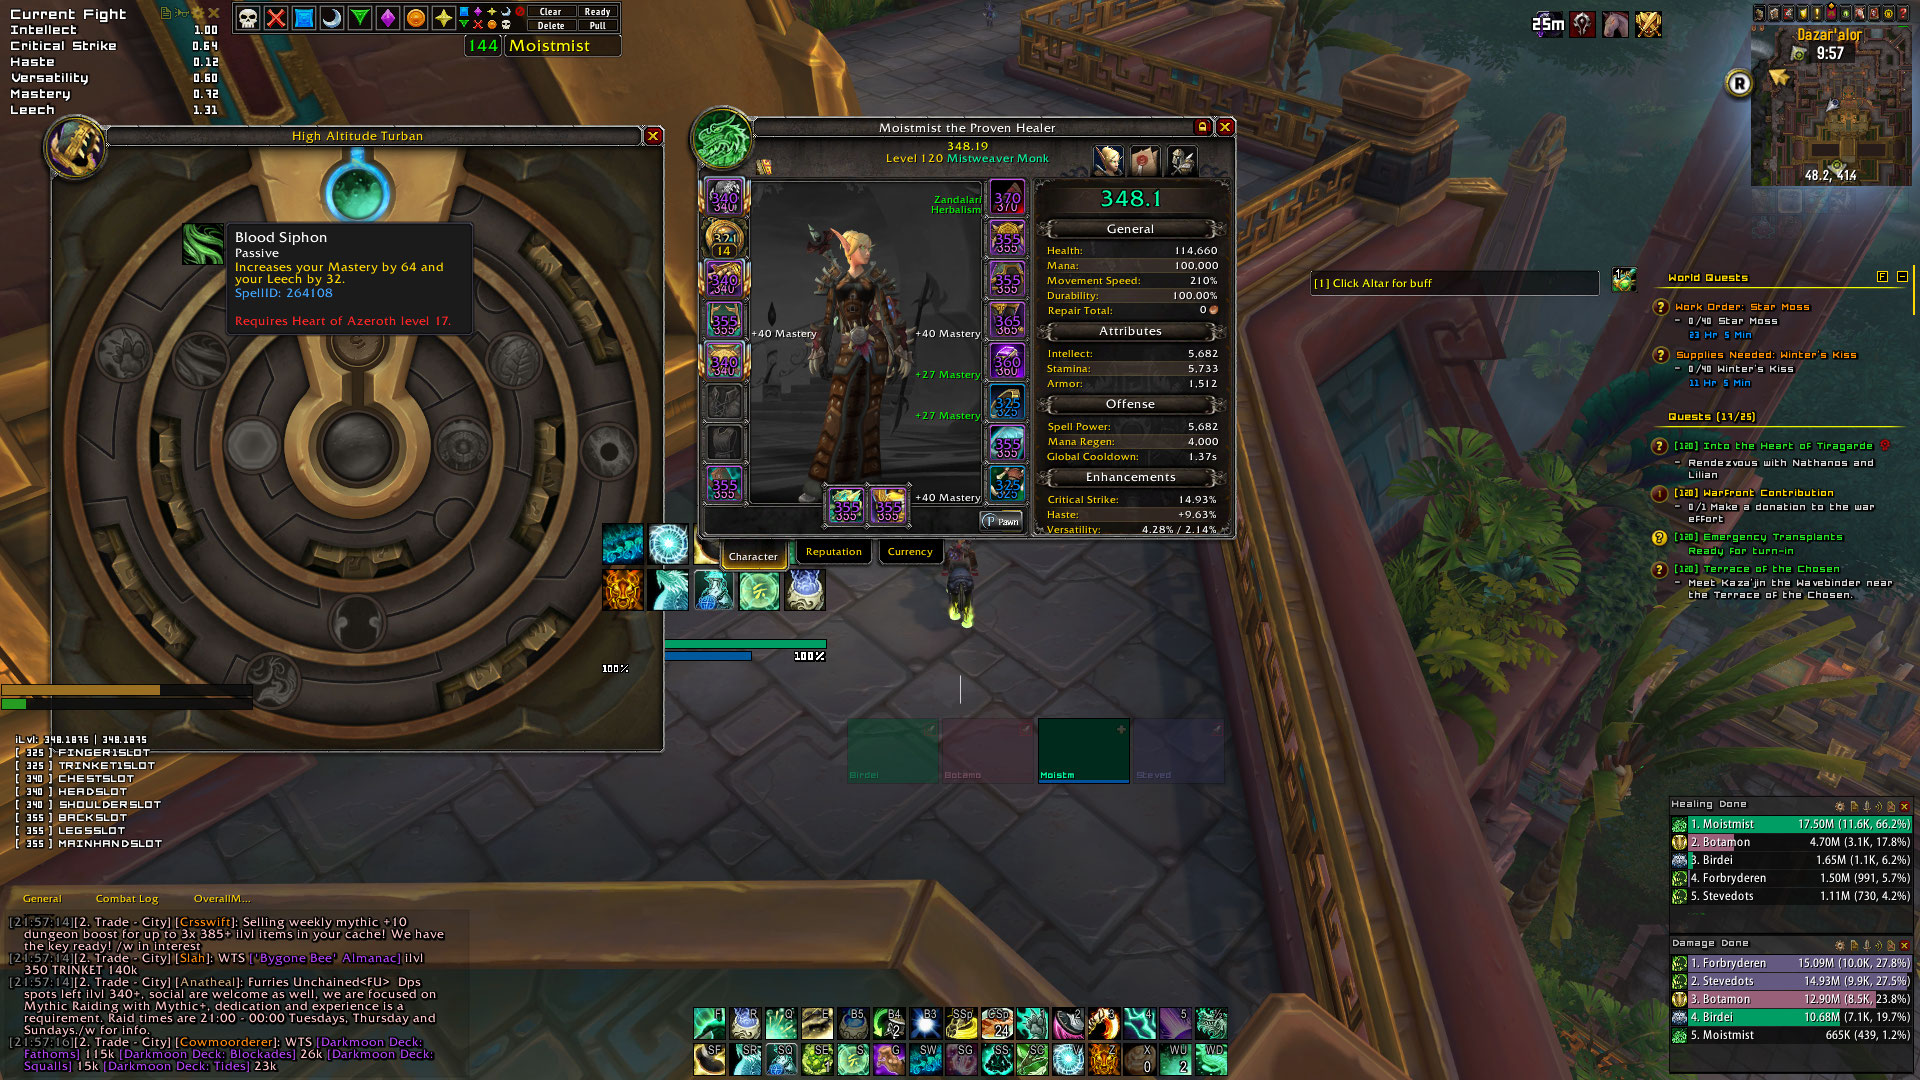 Current Fight
Intellect 1.00
Critical Strike 0.64
Haste 0.12
Versatility 0.60
Mastery 0.72
Leech 1.31
Clear Ready
Delete Pull
144 Moistmist
25m
Dazar'alor
9:57
R
48.2, 41.4
High Altitude Turban
Blood Siphon
Passive
Increases your Mastery by 64 and
your Leech by 32.
SpellID: 264108
Requires Heart of Azeroth level 17.
Moistmist the Proven Healer
348.19
Level 120 Mistweaver Monk
Zandalari
Herbalism
+40 Mastery
+40 Mastery
+27 Mastery
+27 Mastery
+40 Mastery
Pawn
348.1
General
Health: 114,660
Mana: 100,000
Movement Speed: 210%
Durability: 100.00%
Repair Total: 0
Attributes
Intellect: 5,682
Stamina: 5,733
Armor: 1,512
Offense
Spell Power: 5,682
Mana Regen: 4,000
Global Cooldown: 1.37s
Enhancements
Critical Strike: 14.93%
Haste: +9.63%
Versatility: 4.28% / 2.14%
Character Reputation Currency
[1] Click Altar for buff
World Quests
Work Order: Star Moss
- 0/40 Star Moss
23 Hr 5 Min
Supplies Needed: Winter's Kiss
- 0/40 Winter's Kiss
11 Hr 5 Min
Quests (17/25)
[120] Into the Heart of Tiragarde
- Rendezvous with Nathanos and
Lilian
[120] Warfront Contribution
- 0/1 Make a donation to the war
effort
[120] Emergency Transplants
Ready for turn-in
[120] Terrace of the Chosen
- Meet Kaza'jin the Wavebinder near
the Terrace of the Chosen.
100%
100%
Birdei Botamo Moistm Steved
iLvl: 348.1875 | 348.1875
[ 325 ] FINGER1SLOT
[ 325 ] TRINKET1SLOT
[ 340 ] CHESTSLOT
[ 340 ] HEADSLOT
[ 340 ] SHOULDERSLOT
[ 355 ] BACKSLOT
[ 355 ] LEGSSLOT
[ 355 ] MAINHANDSLOT
General Combat Log OverallM...
[21:57:14][2. Trade - City] [Crsswift]: Selling weekly mythic +10
dungeon boost for up to 3x 385+ ilvl items in your cache! We have
the key ready! /w in interest
[21:57:14][2. Trade - City] [Slah]: WTS ['Bygone Bee' Almanac] ilvl
350 TRINKET 140k
[21:57:14][2. Trade - City] [Anatheal]: Furries Unchained<FU> Dps
spots left ilvl 340+, social are welcome as well, we are focused on
Mythic Raiding with Mythic+, dedication and experience is a
requirement. Raid times are 21:00 - 00:00 Tuesdays, Thursday and
Sundays./w for info.
[21:57:16][2. Trade - City] [Cowmoorderer]: WTS [Darkmoon Deck:
Fathoms] 115k [Darkmoon Deck: Blockades] 26k [Darkmoon Deck:
Squalls] 15k [Darkmoon Deck: Tides] 23k
Healing Done
1. Moistmist 17.50M (11.6K, 66.2%)
2. Botamon 4.70M (3.1K, 17.8%)
3. Birdei 1.65M (1.1K, 6.2%)
4. Forbryderen 1.50M (991, 5.7%)
5. Stevedots 1.11M (730, 4.2%)
Damage Done
1. Forbryderen 15.09M (10.0K, 27.8%)
2. Stevedots 14.93M (9.9K, 27.5%)
3. Botamon 12.90M (8.5K, 23.8%)
4. Birdei 10.68M (7.1K, 19.7%)
5. Moistmist 665K (439, 1.2%)